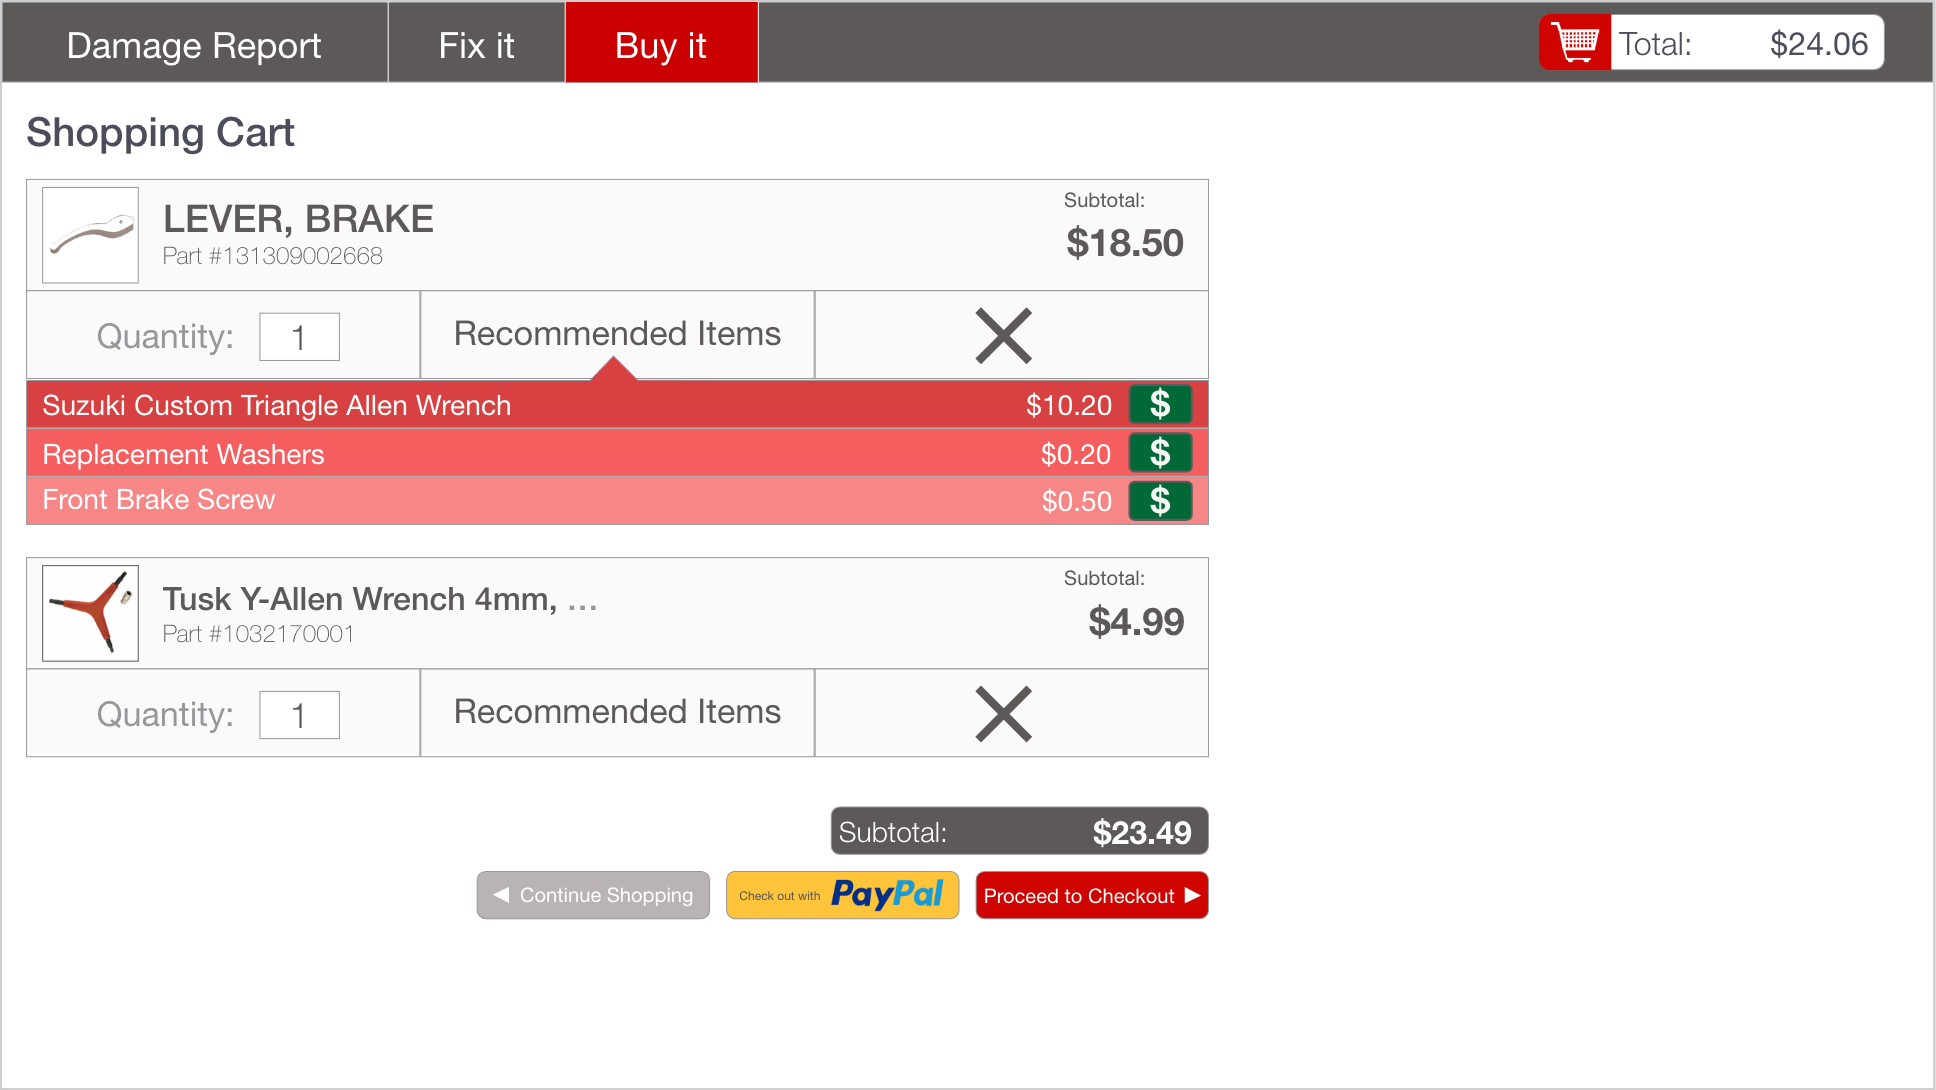 Damage Report
Fix it
Buy it
Total: $24.06
Shopping Cart
LEVER, BRAKE
Part #131309002668
Subtotal:
$18.50
Quantity: 1
Recommended Items
Suzuki Custom Triangle Allen Wrench $10.20 $
Replacement Washers $0.20 $
Front Brake Screw $0.50 $
Tusk Y-Allen Wrench 4mm, ...
Part #1032170001
Subtotal:
$4.99
Quantity: 1
Recommended Items
Subtotal: $23.49
Continue Shopping
Check out with PayPal
Proceed to Checkout